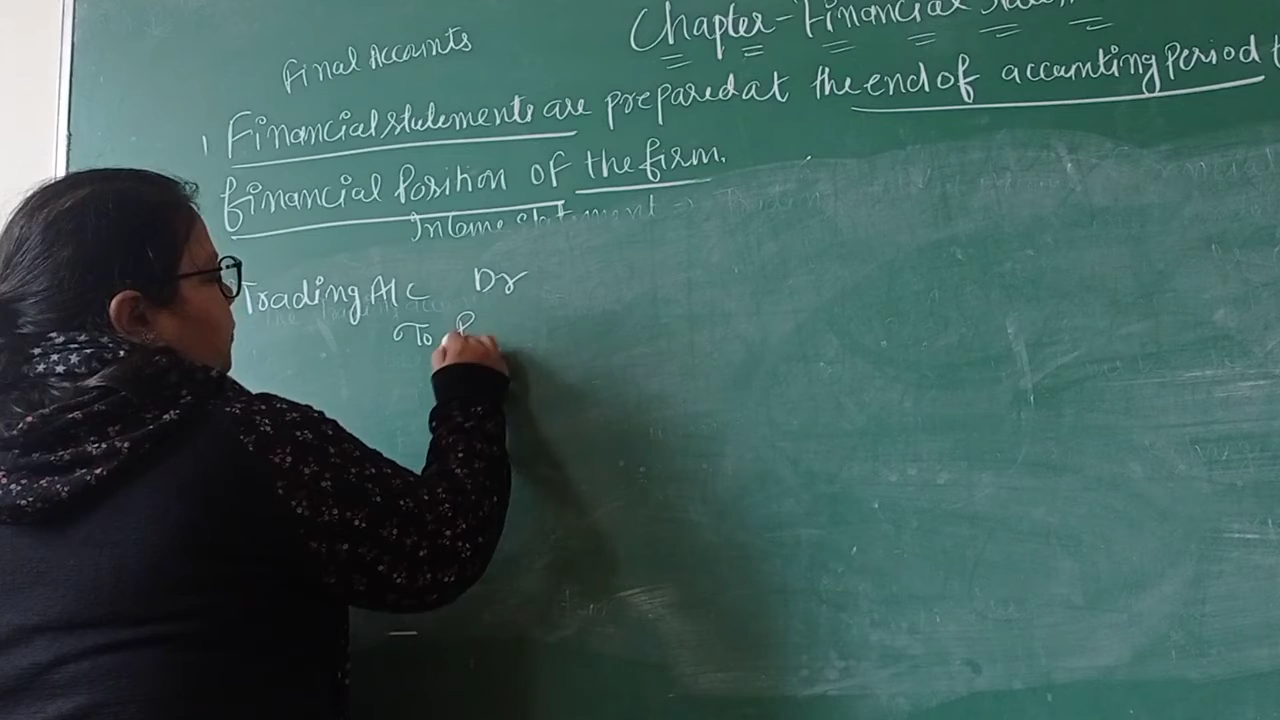 Chapter - Financial
Final Accounts
1 Financial statements are prepared at the end of accounting Period
financial Position of the firm.
Income statement → Trading
Trading A/c Dr
To P